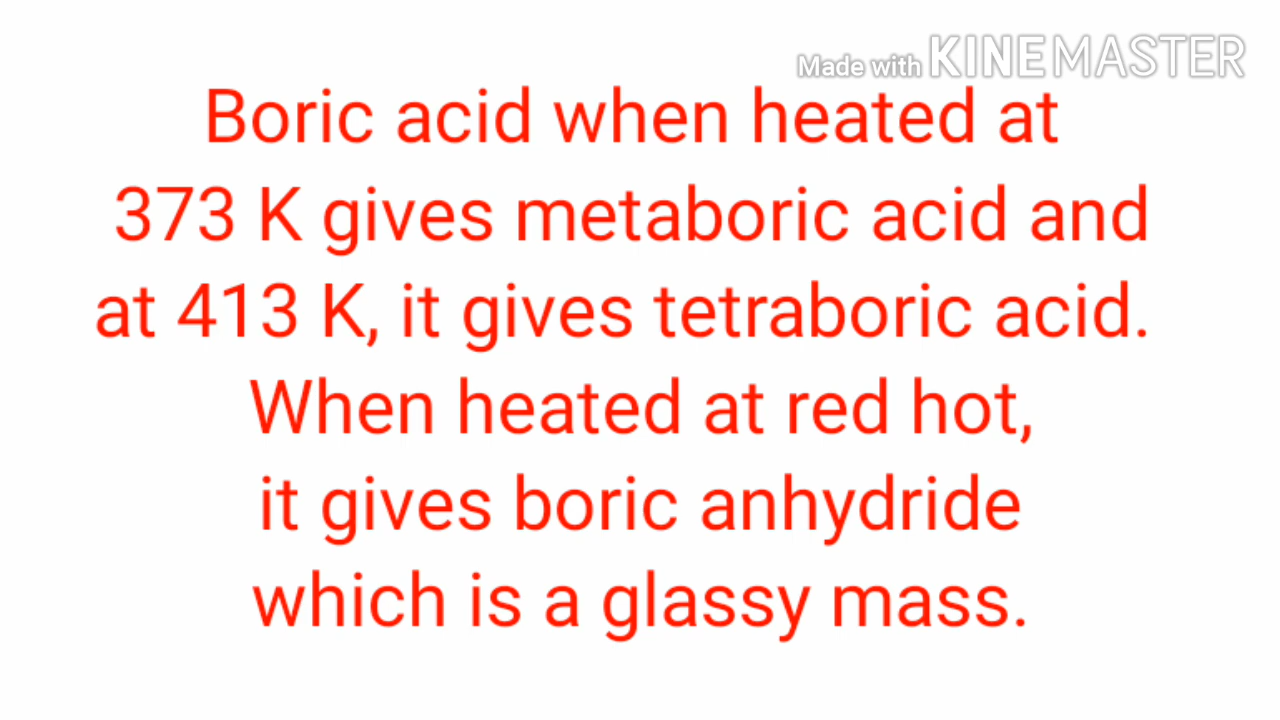 Made with KINEMASTER
Boric acid when heated at
373 K gives metaboric acid and
at 413 K, it gives tetraboric acid.
When heated at red hot,
it gives boric anhydride
which is a glassy mass.